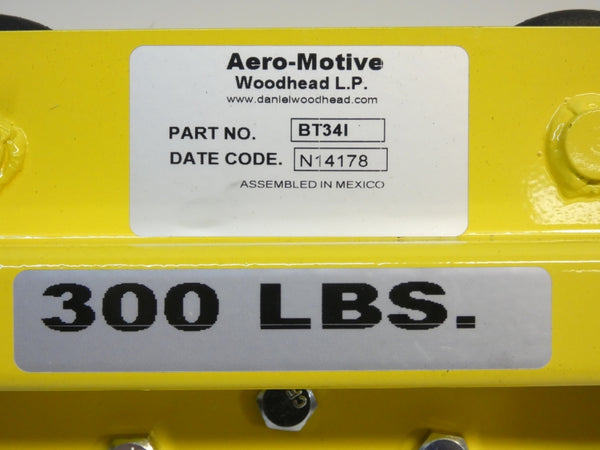 Aero-Motive
Woodhead L.P.
www.danielwoodhead.com
PART NO. BT34I
DATE CODE. N14178
ASSEMBLED IN MEXICO
300 LBS.